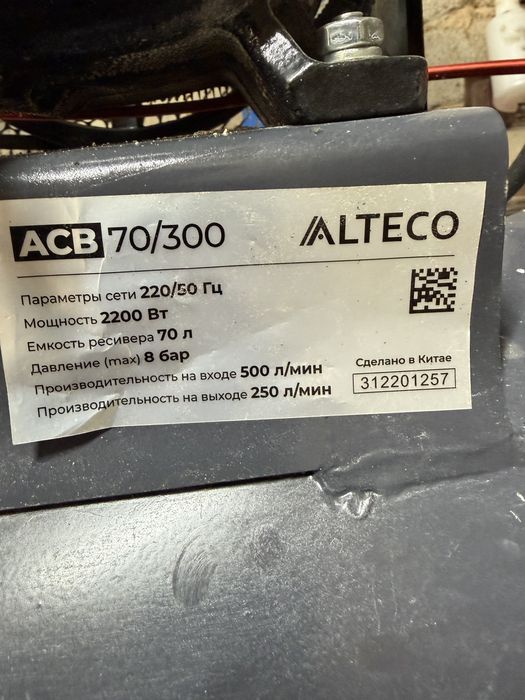 ACB 70/300
ALTECO
Параметры сети 220/50 Гц
Мощность 2200 Вт
Емкость ресивера 70 л
Давление (max) 8 бар
Производительность на входе 500 л/мин
Производительность на выходе 250 л/мин
Сделано в Китае
312201257